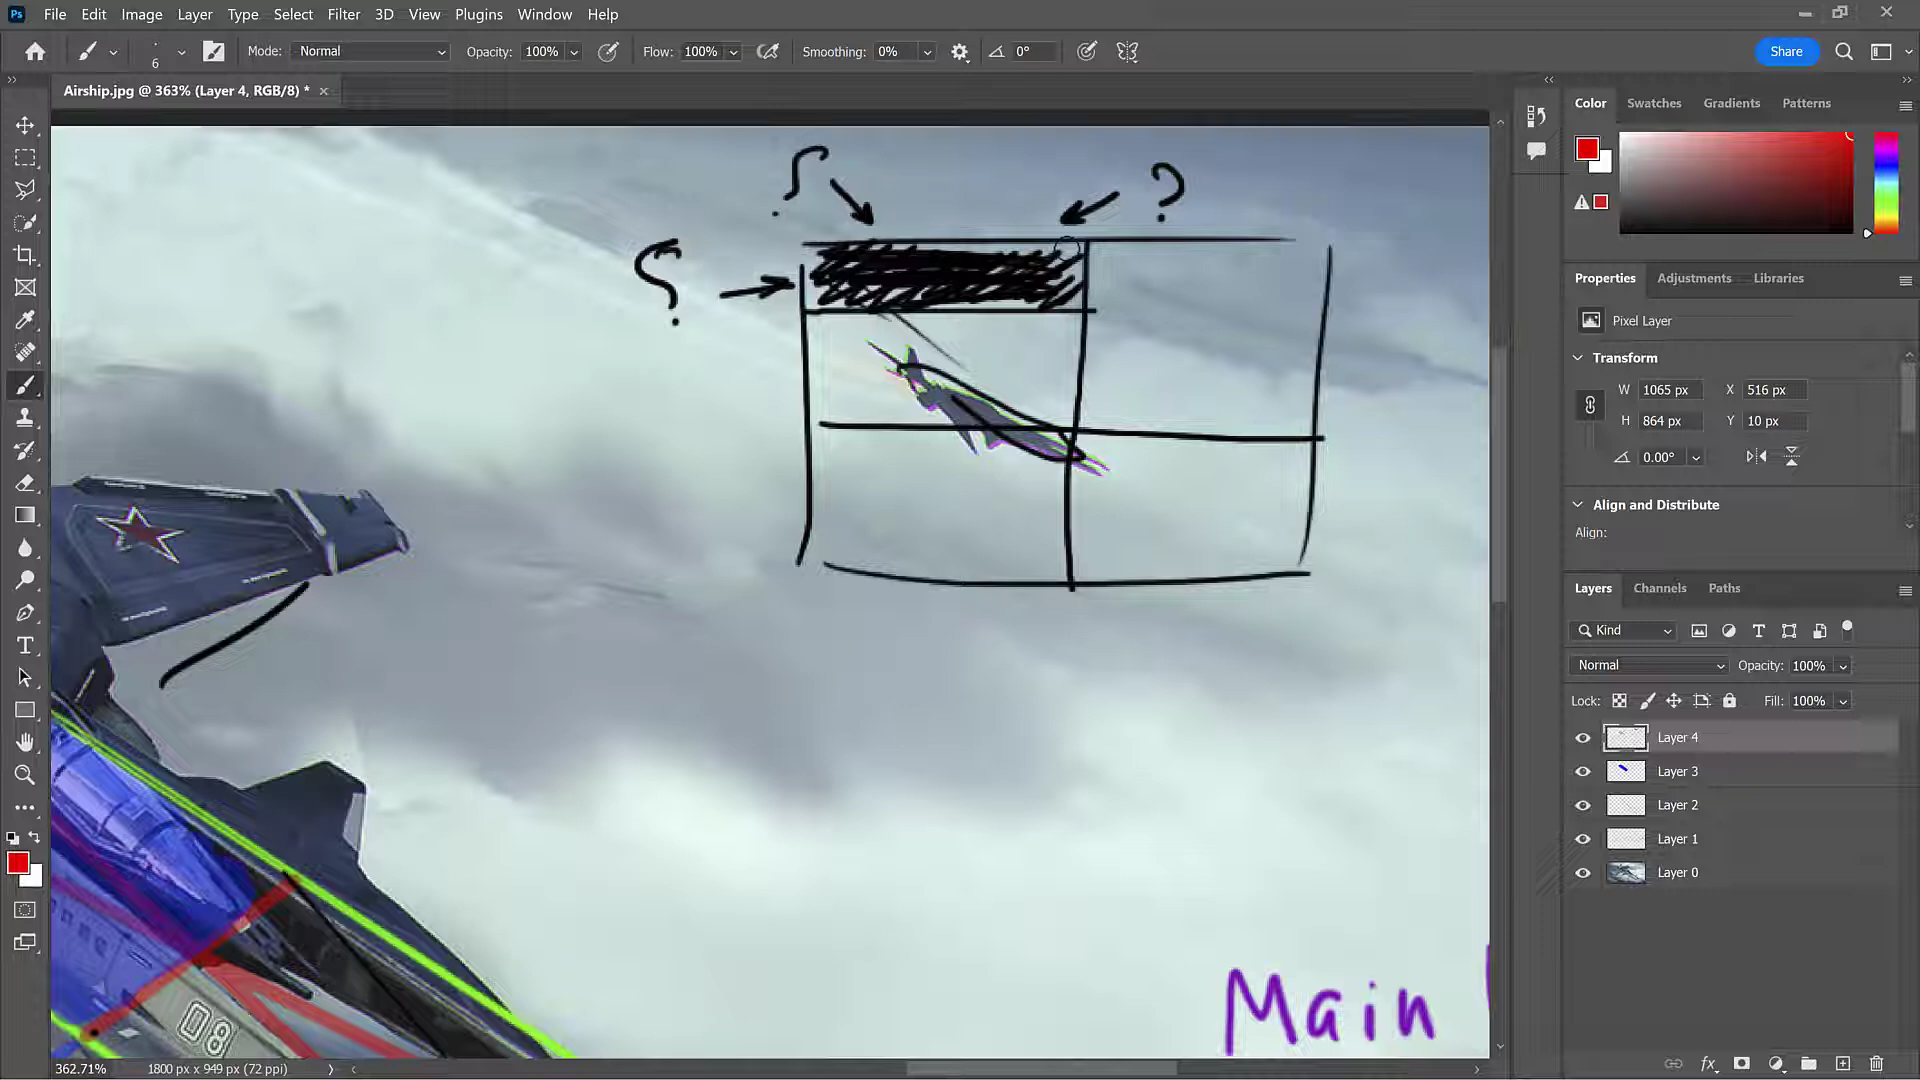 File Edit Image Layer Type Select Filter 3D View Plugins Window Help
6 Mode: Normal Opacity: 100% Flow: 100% Smoothing: 0% 0° Share
Airship.jpg @ 363% (Layer 4, RGB/8) *
Color Swatches Gradients Patterns
? ?
?
Properties Adjustments Libraries
Pixel Layer
Transform
W 1065 px X 516 px
H 864 px Y 10 px
0.00°
Align and Distribute
Align:
Layers Channels Paths
Kind
Normal Opacity: 100%
Lock: Fill: 100%
Layer 4
Layer 3
Layer 2
Layer 1
Layer 0
08
Main
362.71% 1800 px x 949 px (72 ppi)